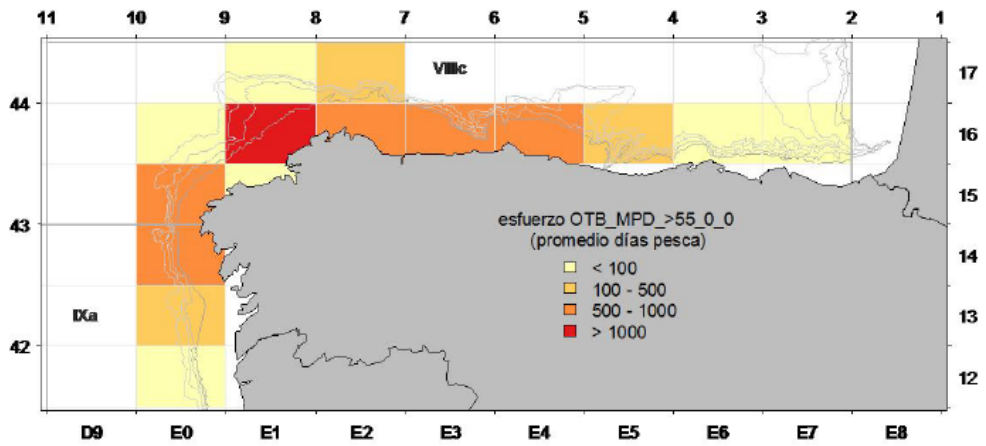 11 10 9 8 7 6 5 4 3 2 1
VIIIc
17
44
16
15
43
esfuerzo OTB_MPD_>55_0_0
(promedio días pesca)
14
< 100
100 - 500
IXa
500 - 1000
13
> 1000
42
12
D9 E0 E1 E2 E3 E4 E5 E6 E7 E8